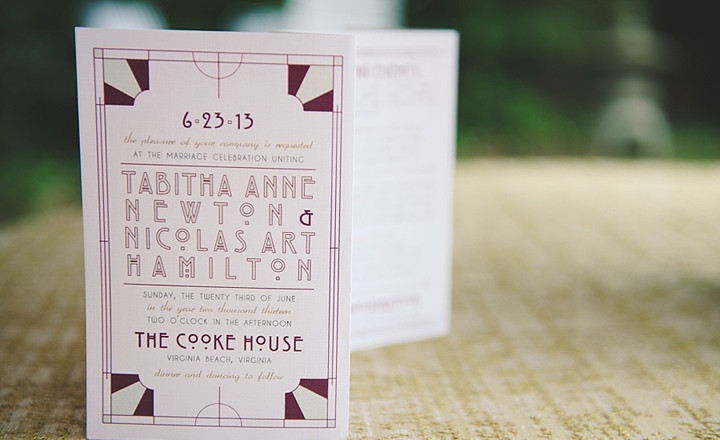 6-23-13
the pleasure of your company is requested
AT THE MARRIAGE CELEBRATION UNITING
TABITHA ANNE
NEWTON &
NICOLAS ART
HAMILTON
SUNDAY, THE TWENTY THIRD OF JUNE
in the year two thousand thirteen
TWO O'CLOCK IN THE AFTERNOON
THE COOKE HOUSE
VIRGINIA BEACH, VIRGINIA
dinner and dancing to follow